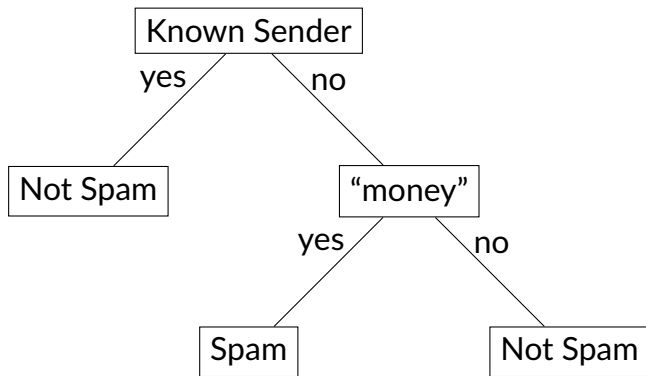 Known Sender
yes
no
Not Spam
“money”
yes
no
Spam
Not Spam